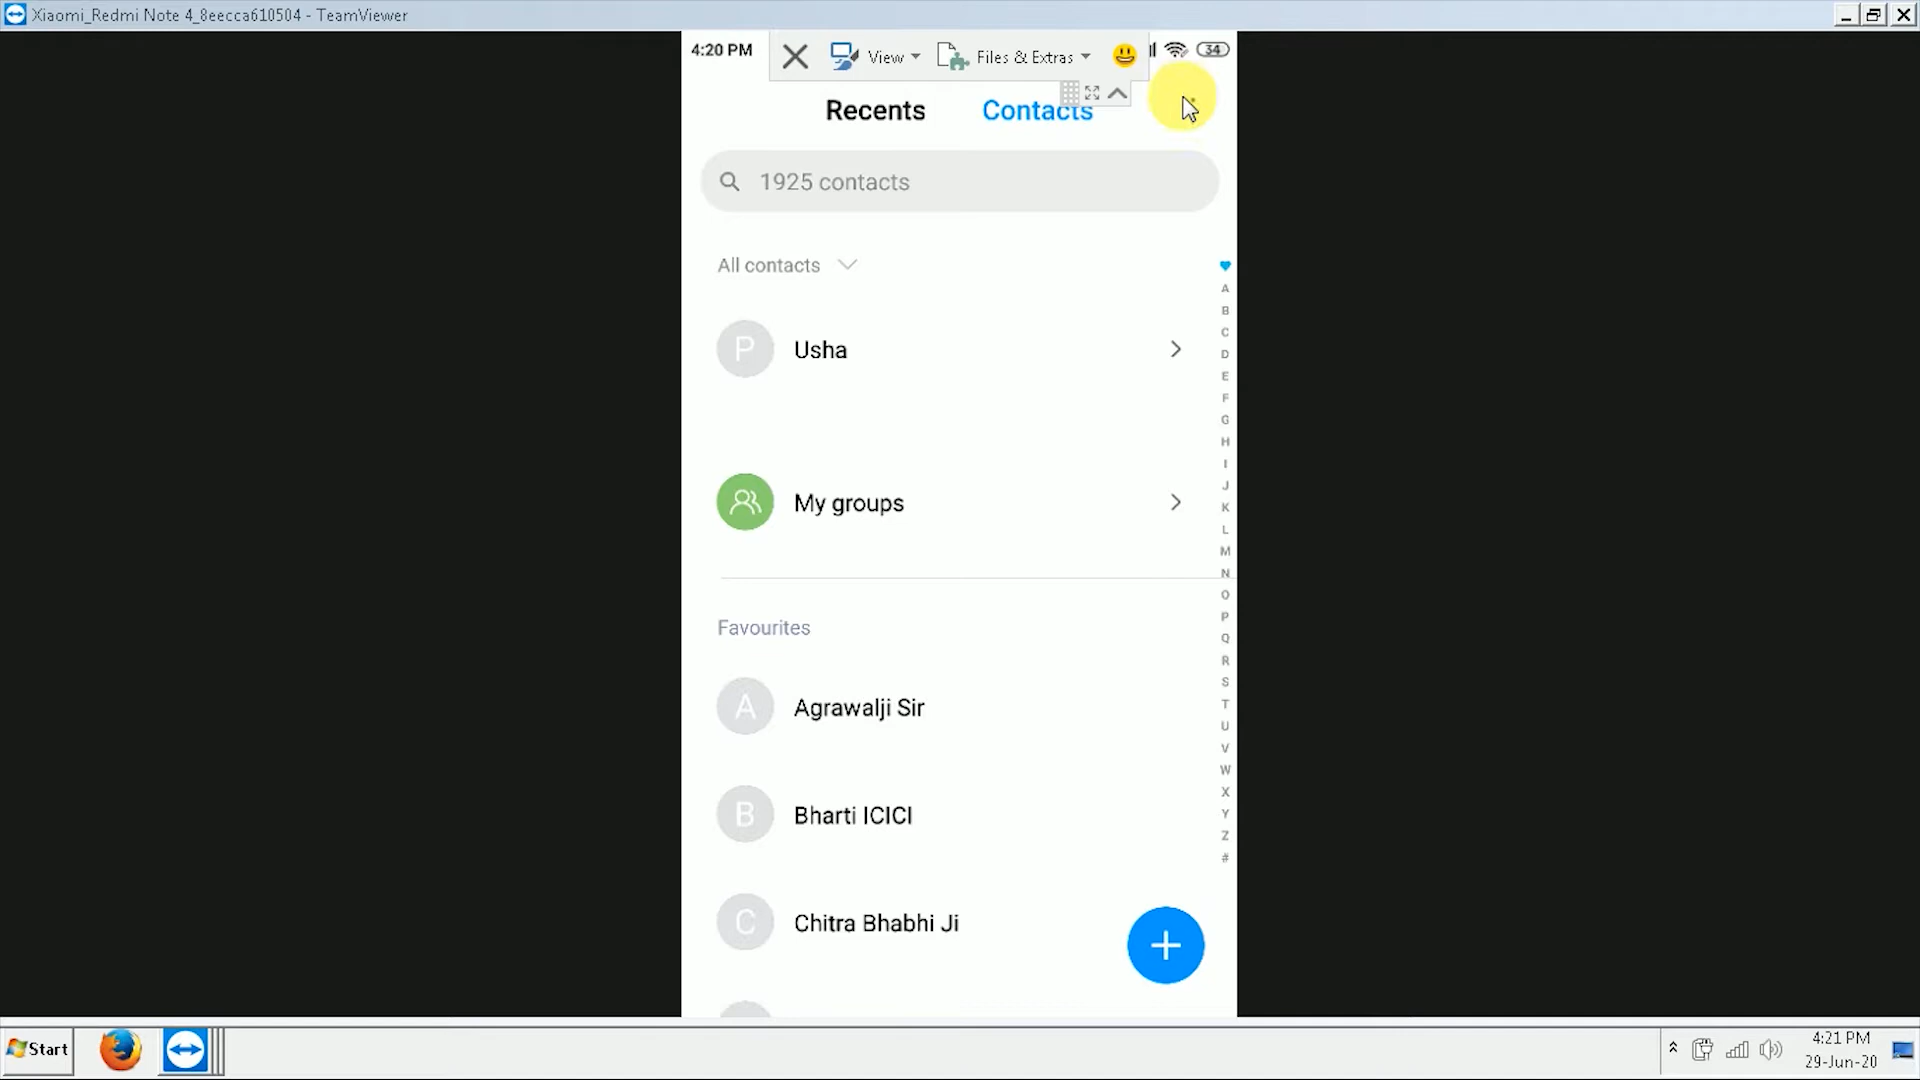 Xiaomi_Redmi Note 4_8eecca610504 - TeamViewer
4:20 PM
View
Files & Extras
34
Recents
Contacts
1925 contacts
All contacts
P
Usha
My groups
Favourites
A
Agrawalji Sir
B
Bharti ICICI
C
Chitra Bhabhi Ji
A
B
C
D
E
F
G
H
I
J
K
L
M
N
O
P
Q
R
S
T
U
V
W
X
Y
Z
#
Start
4:21 PM
29-Jun-20